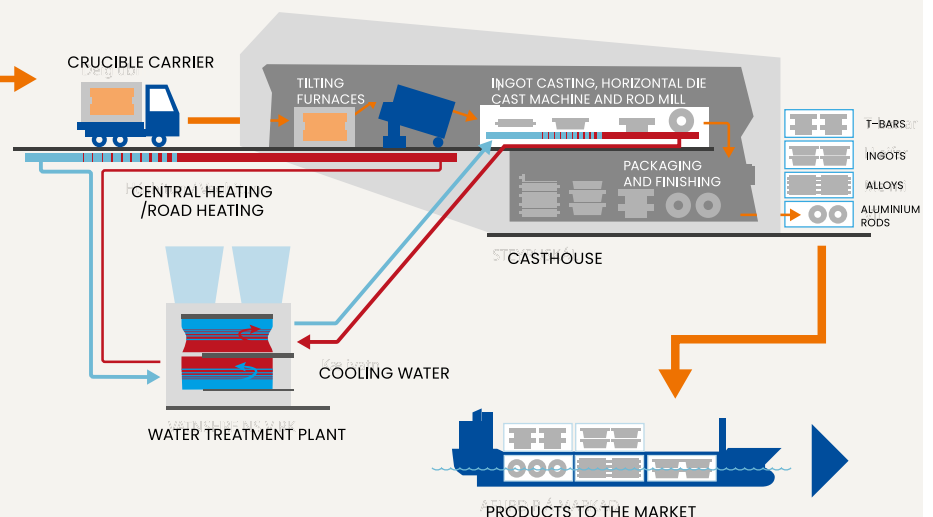 CRUCIBLE CARRIER
TILTING
FURNACES
INGOT CASTING, HORIZONTAL DIE
CAST MACHINE AND ROD MILL
T-BARS
INGOTS
ALLOYS
ALUMINIUM
RODS
PACKAGING
AND FINISHING
CENTRAL HEATING
/ROAD HEATING
CASTHOUSE
COOLING WATER
WATER TREATMENT PLANT
PRODUCTS TO THE MARKET